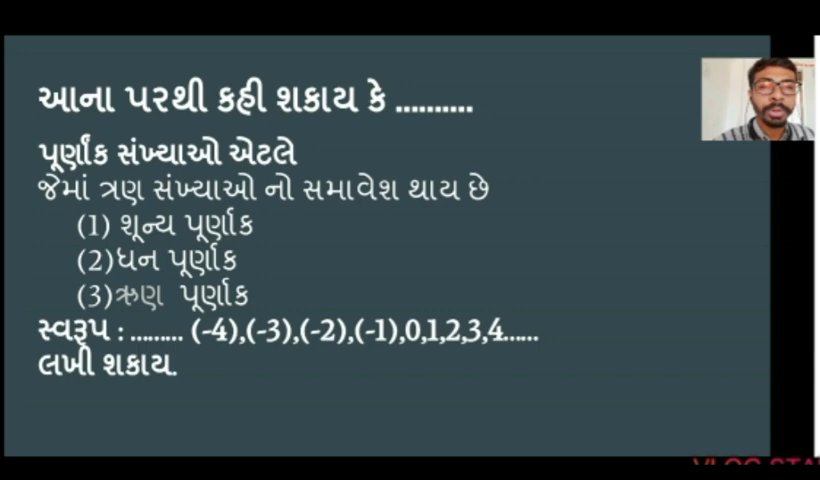 આના પરથી કહી શકાય કે ..........
પૂર્ણાંક સંખ્યાઓ એટલે
જેમાં ત્રણ સંખ્યાઓ નો સમાવેશ થાય છે
(1) શૂન્ય પૂર્ણાક
(2)ધન પૂર્ણાક
(3)ઋણ પૂર્ણાક
સ્વરૂપ : ......... (-4),(-3),(-2),(-1),0,1,2,3,4......
લખી શકાય.